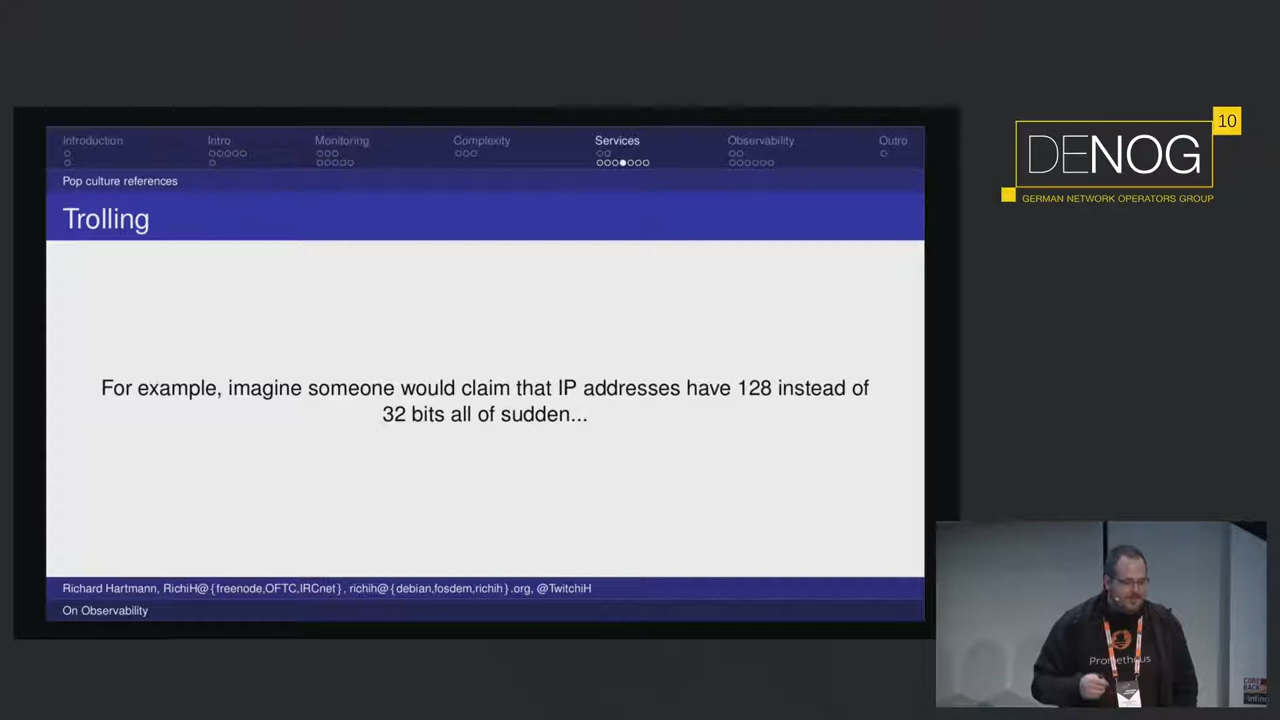 Introduction Intro Monitoring Complexity Services Observability Outro
Pop culture references
Trolling
For example, imagine someone would claim that IP addresses have 128 instead of
32 bits all of sudden...
Richard Hartmann, RichiH@{freenode,OFTC,IRCnet}, richih@{debian,fosdem,richih}.org, @TwitchiH
On Observability
10
DENOG
GERMAN NETWORK OPERATORS GROUP
Prometheus